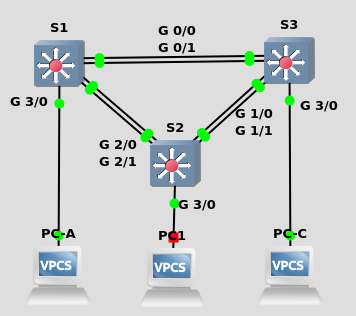 S1
G 0/0
G 0/1
S3
G 3/0
S2
G 2/0
G 2/1
G 1/0
G 1/1
G 3/0
G 3/0
PC-A
PC1
PC-C
VPCS
VPCS
VPCS